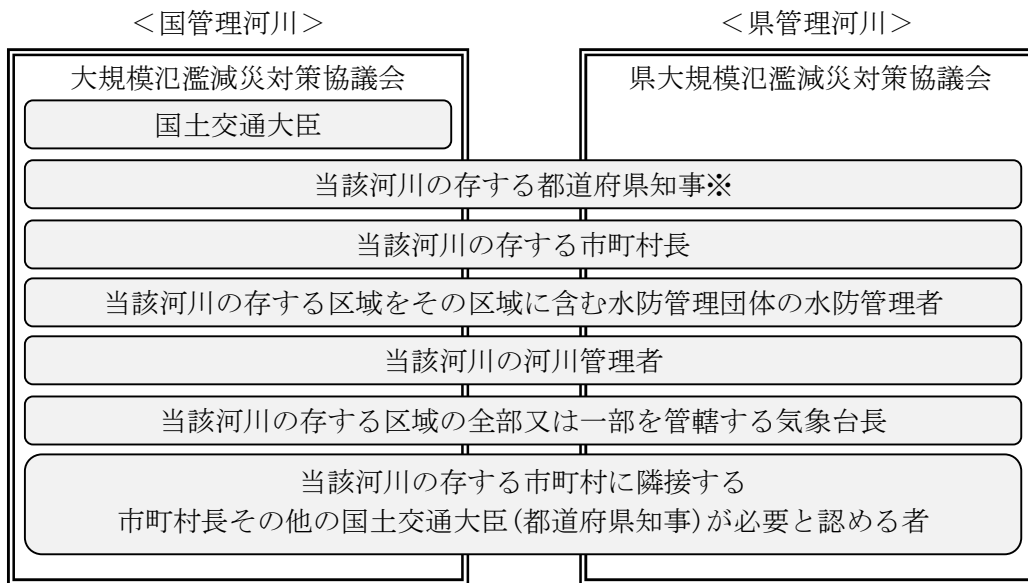 ＜国管理河川＞
＜県管理河川＞
大規模氾濫減災対策協議会
県大規模氾濫減災対策協議会
国土交通大臣
当該河川の存する都道府県知事※
当該河川の存する市町村長
当該河川の存する区域をその区域に含む水防管理団体の水防管理者
当該河川の河川管理者
当該河川の存する区域の全部又は一部を管轄する気象台長
当該河川の存する市町村に隣接する
市町村長その他の国土交通大臣(都道府県知事)が必要と認める者